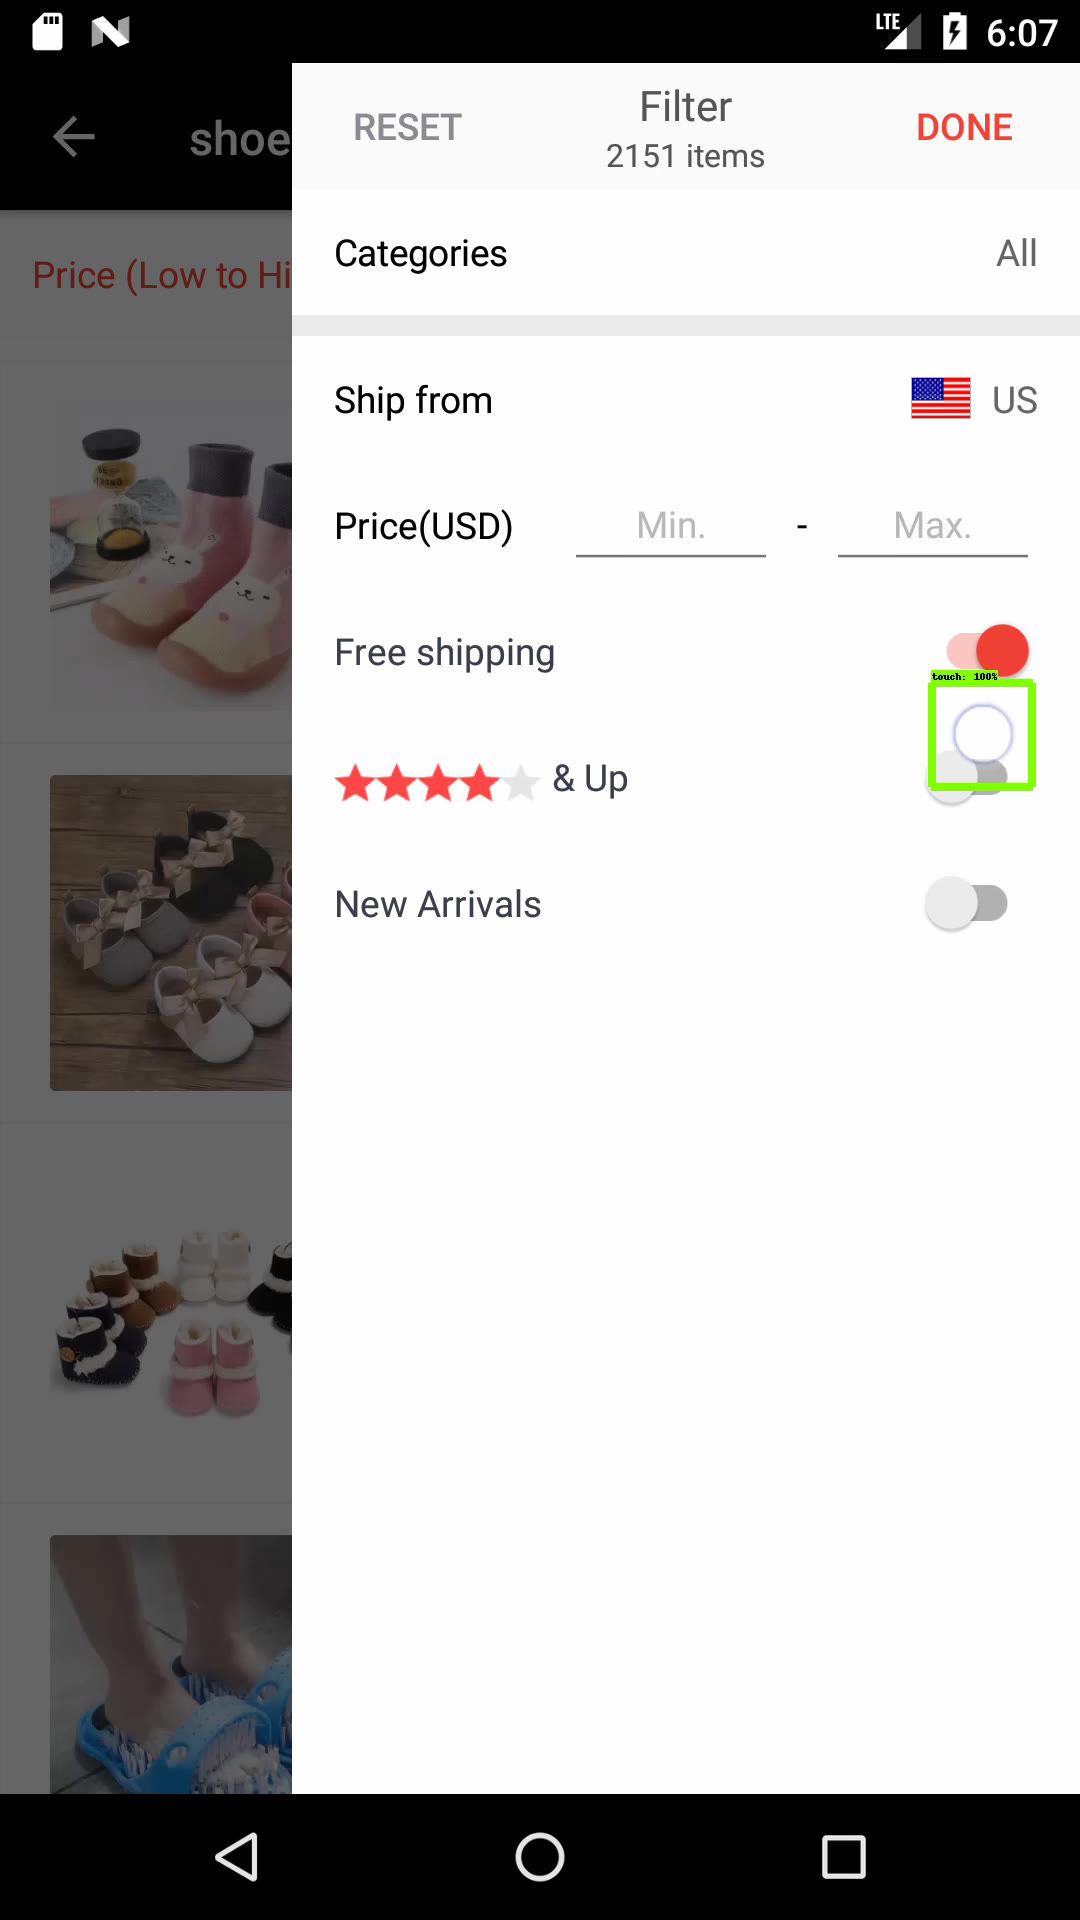 LTE 6:07
shoe
RESET
Filter
DONE
2151 items
Categories
All
Price (Low to Hi
Ship from
US
Price(USD)
Min.
-
Max.
Free shipping
touch: 100%
& Up
New Arrivals